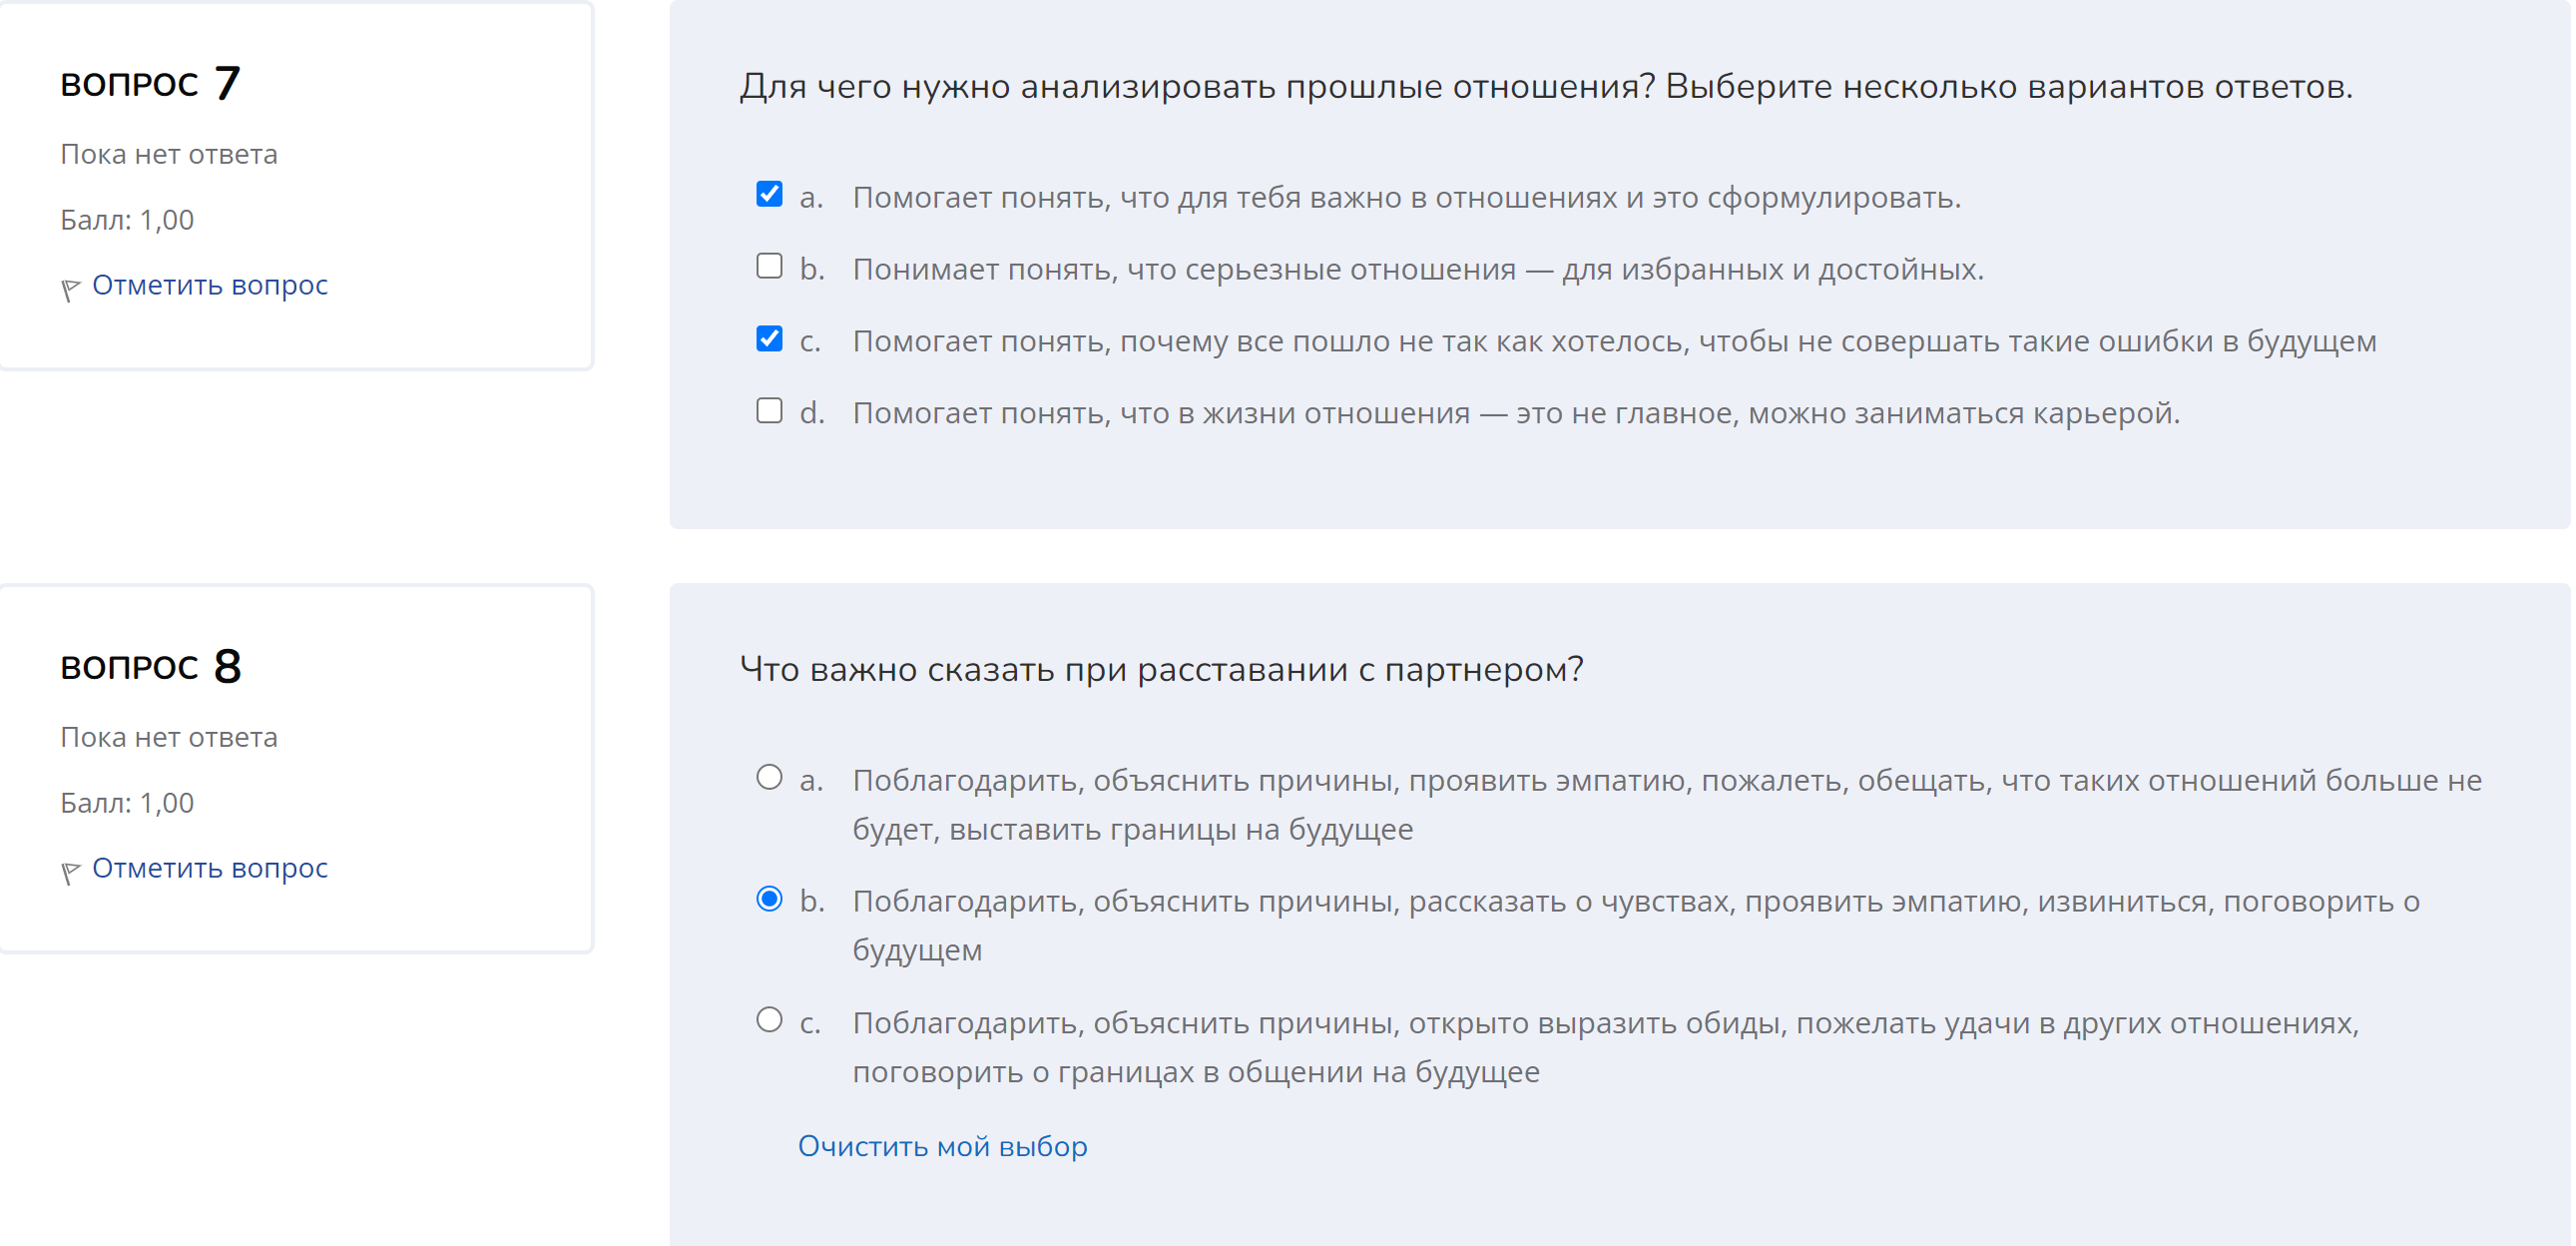 ВОПРОС 7
Пока нет ответа
Балл: 1,00
Отметить вопрос
Для чего нужно анализировать прошлые отношения? Выберите несколько вариантов ответов.
a. Помогает понять, что для тебя важно в отношениях и это сформулировать.
b. Понимает понять, что серьезные отношения — для избранных и достойных.
c. Помогает понять, почему все пошло не так как хотелось, чтобы не совершать такие ошибки в будущем
d. Помогает понять, что в жизни отношения — это не главное, можно заниматься карьерой.
ВОПРОС 8
Пока нет ответа
Балл: 1,00
Отметить вопрос
Что важно сказать при расставании с партнером?
a. Поблагодарить, объяснить причины, проявить эмпатию, пожалеть, обещать, что таких отношений больше не
будет, выставить границы на будущее
b. Поблагодарить, объяснить причины, рассказать о чувствах, проявить эмпатию, извиниться, поговорить о
будущем
c. Поблагодарить, объяснить причины, открыто выразить обиды, пожелать удачи в других отношениях,
поговорить о границах в общении на будущее
Очистить мой выбор